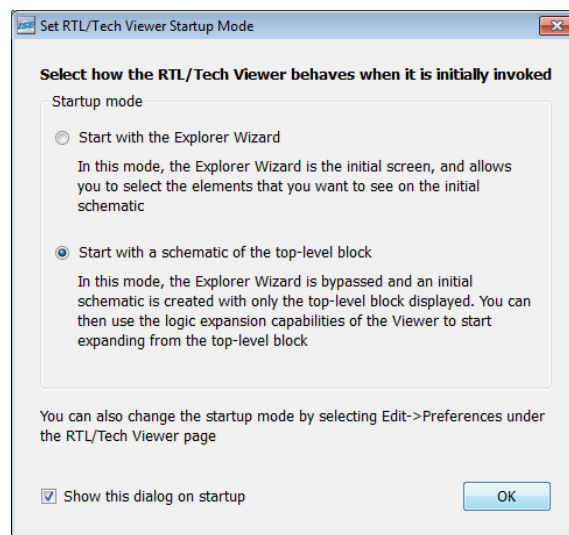 ISE Set RTL/Tech Viewer Startup Mode
Select how the RTL/Tech Viewer behaves when it is initially invoked
Startup mode
Start with the Explorer Wizard
In this mode, the Explorer Wizard is the initial screen, and allows
you to select the elements that you want to see on the initial
schematic
Start with a schematic of the top-level block
In this mode, the Explorer Wizard is bypassed and an initial
schematic is created with only the top-level block displayed. You can
then use the logic expansion capabilities of the Viewer to start
expanding from the top-level block
You can also change the startup mode by selecting Edit->Preferences under
the RTL/Tech Viewer page
Show this dialog on startup
OK